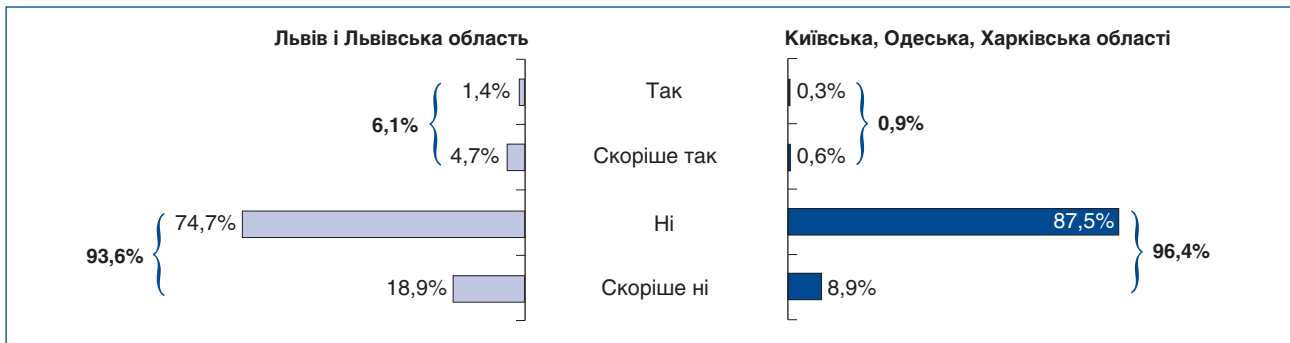 Львів і Львівська область
Київська, Одеська, Харківська області
1,4%
Так
0,3%
6,1%
0,9%
4,7%
Скоріше так
0,6%
74,7%
Ні
87,5%
93,6%
96,4%
18,9%
Скоріше ні
8,9%